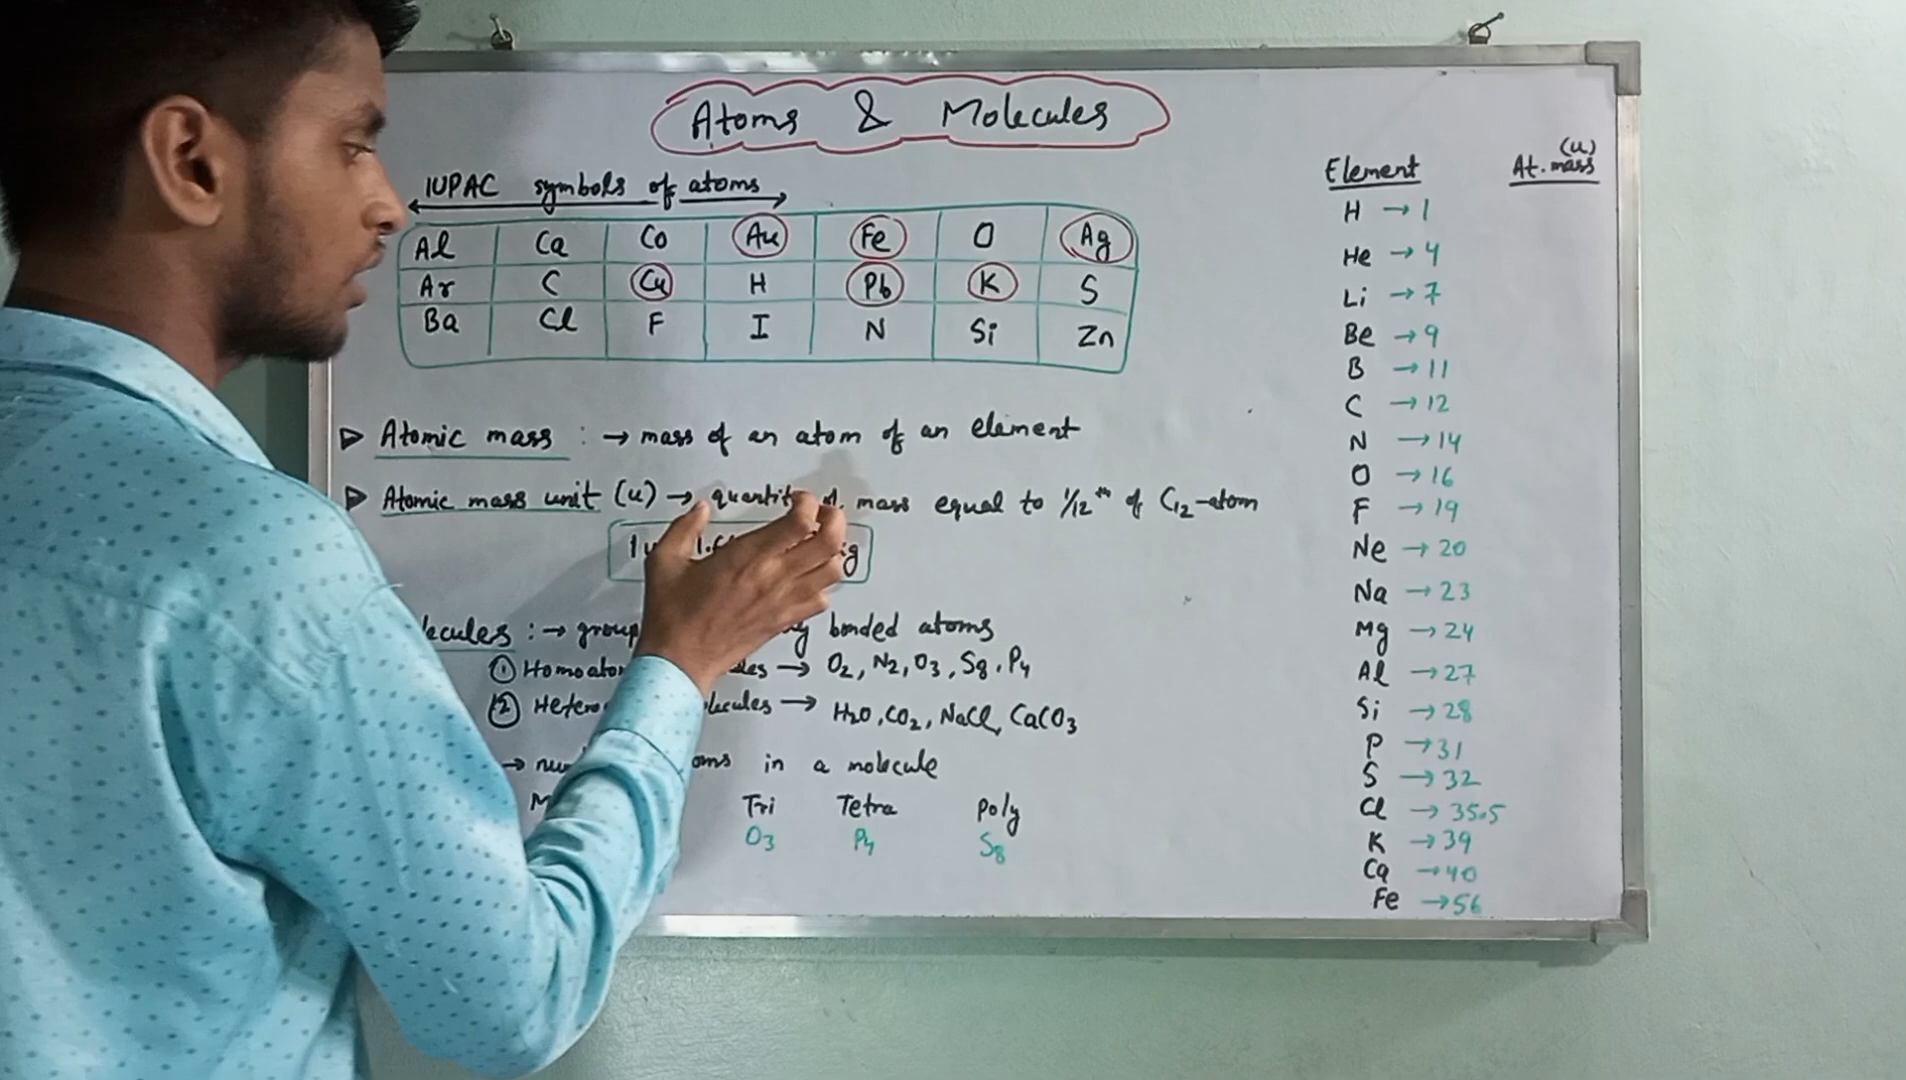 Atoms & Molecules
IUPAC symbols of atoms
Al Ca Co Au Fe O Ag
Ar C Cu H Pb K S
Ba Cl F I N Si Zn
Atomic mass : → mass of an atom of an element
Atomic mass unit (u) → quantity of mass equal to 1/12th of C12-atom
1u
:→ group bonded atoms
① → O2, N2, O3, S8, P4
② → H2O, CO2, NaCl, CaCO3
→ in a molecule
Tri Tetra Poly
O3 P4 S8
Element At. mass (u)
H → 1
He → 4
Li → 7
Be → 9
B → 11
C → 12
N → 14
O → 16
F → 19
Ne → 20
Na → 23
Mg → 24
Al → 27
Si → 28
P → 31
S → 32
Cl → 35.5
K → 39
Ca → 40
Fe → 56